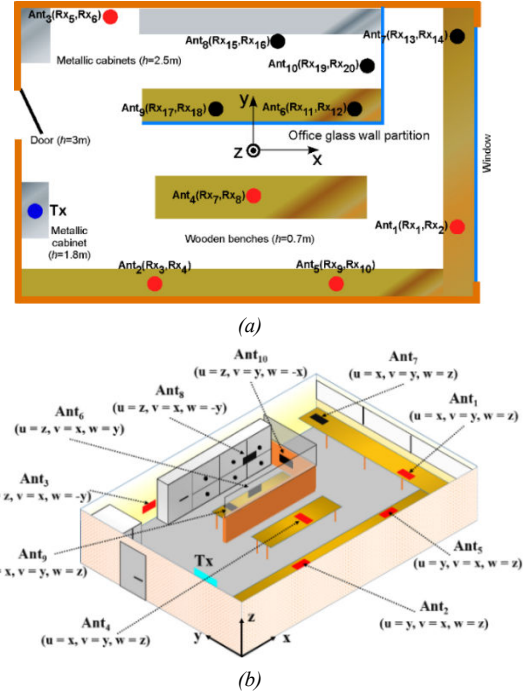 Ant3(Rx5,Rx6)
Ant8(Rx15,Rx16)
Ant7(Rx13,Rx14)
Metallic cabinets (h=2.5m)
Ant10(Rx19,Rx20)
y
Ant9(Rx17,Rx18)
Ant6(Rx11,Rx12)
Office glass wall partition
z
x
Door (h=3m)
Window
Tx
Ant4(Rx7,Rx8)
Metallic
cabinet
(h=1.8m)
Wooden benches (h=0.7m)
Ant1(Rx1,Rx2)
Ant2(Rx3,Rx4)
Ant5(Rx9,Rx10)
(a)
Ant10
(u = z, v = y, w = -x)
Ant7
(u = x, v = y, w = z)
Ant8
(u = z, v = x, w = -y)
Ant1
(u = x, v = y, w = z)
Ant6
(u = z, v = x, w = y)
Ant3
= z, v = x, w = -y)
Ant9
= x, v = y, w = z)
Tx
Ant5
(u = y, v = x, w = z)
Ant4
(u = x, v = y, w = z)
Ant2
(u = y, v = x, w = z)
z
y
x
(b)